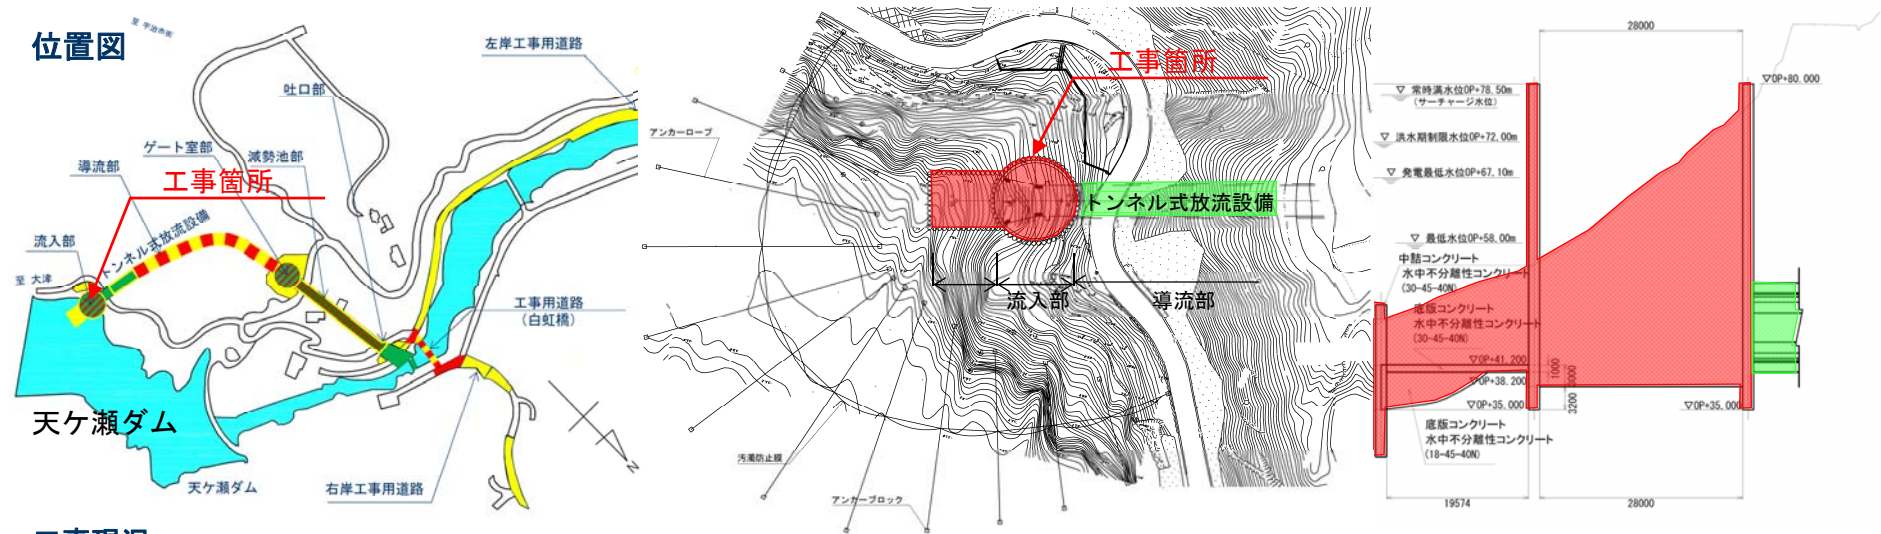 位置図
至 宇治市街
左岸工事用道路
吐口部
ゲート室部
減勢池部
導流部
工事箇所
トンネル式放流設備
流入部
至 大津
工事用道路
(白虹橋)
天ケ瀬ダム
天ケ瀬ダム
右岸工事用道路
N
工事箇所
アンカーロープ
トンネル式放流設備
流入部
導流部
汚濁防止膜
アンカーブロック
28000
▽OP+80.000
▽ 常時満水位OP+78.50m
(サーチャージ水位)
▽ 洪水期制限水位OP+72.00m
▽ 発電最低水位OP+67.10m
▽ 最低水位OP+58.00m
中詰コンクリート
水中不分離性コンクリート
(30-45-40N)
底版コンクリート
水中不分離性コンクリート
(30-45-40N)
▽OP+41.200
1000
3000
▽OP+38.200
3200
▽OP+35.000
▽OP+35.000
底版コンクリート
水中不分離性コンクリート
(18-45-40N)
19574
28000